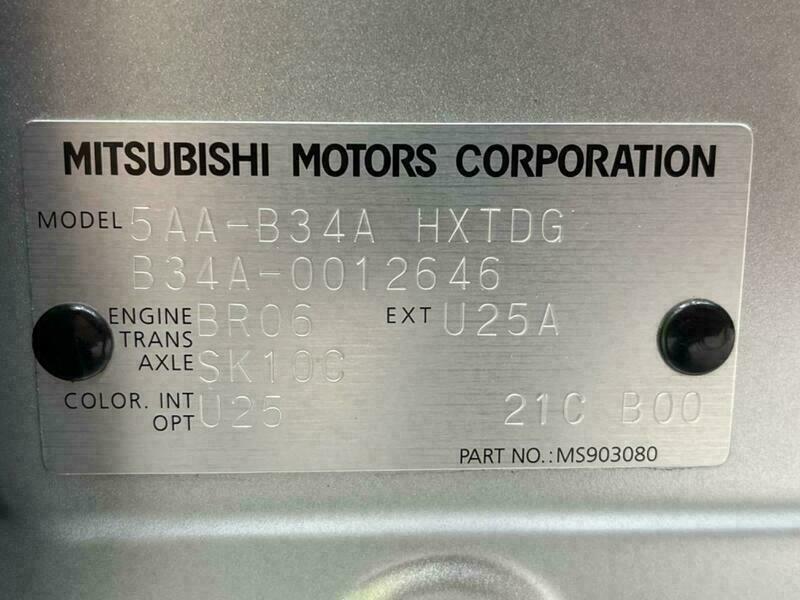 MITSUBISHI MOTORS CORPORATION
MODEL 5AA-B34A HXTDG
B34A-0012646
ENGINE BR06 EXT U25A
TRANS
AXLE SK10C
COLOR. INT U25 21C B00
OPT
PART NO.:MS903080